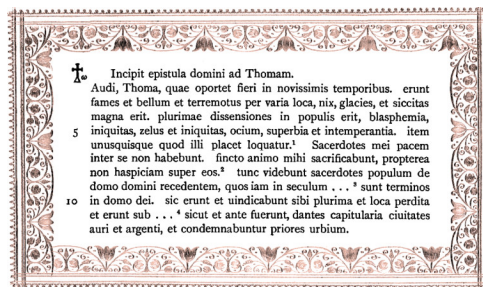 Incipit epistula domini ad Thomam.
Audi, Thoma, quae oportet fieri in novissimis temporibus. erunt
fames et bellum et terremotus per varia loca, nix, glacies, et siccitas
magna erit. plurimae dissensiones in populis erit, blasphemia,
5 iniquitas, zelus et iniquitas, ocium, superbia et intemperantia. item
unusquisque quod illi placet loquatur.¹ Sacerdotes mei pacem
inter se non habebunt. fincto animo mihi sacrificabunt, propterea
non haspiciam super eos.² tunc videbunt sacerdotes populum de
domo domini recedentem, quos iam in seculum . . . ³ sunt terminos
10 in domo dei. sic erunt et uindicabunt sibi plurima et loca perdita
et erunt sub . . . ⁴ sicut et ante fuerunt, dantes capitularia ciuitates
auri et argenti, et condemnabuntur priores urbium.